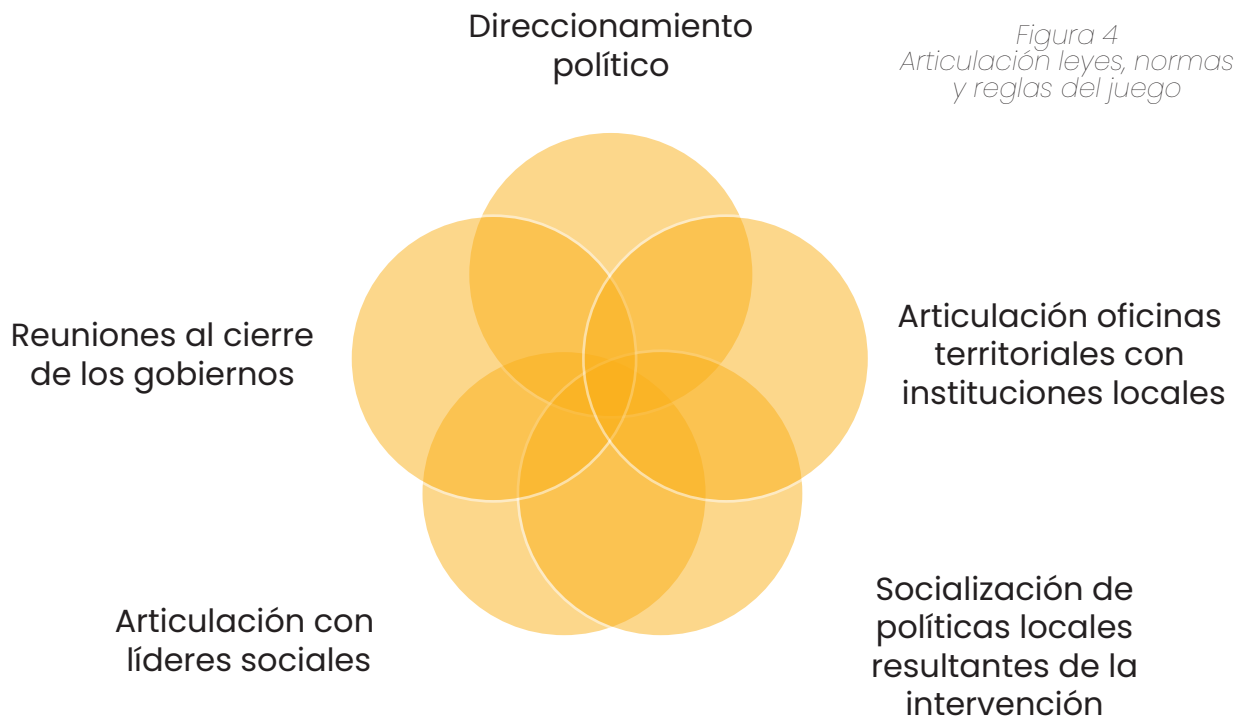 Direccionamiento
político
Figura 4
Articulación leyes, normas
y reglas del juego
Reuniones al cierre
de los gobiernos
Articulación oficinas
territoriales con
instituciones locales
Articulación con
líderes sociales
Socialización de
políticas locales
resultantes de la
intervención